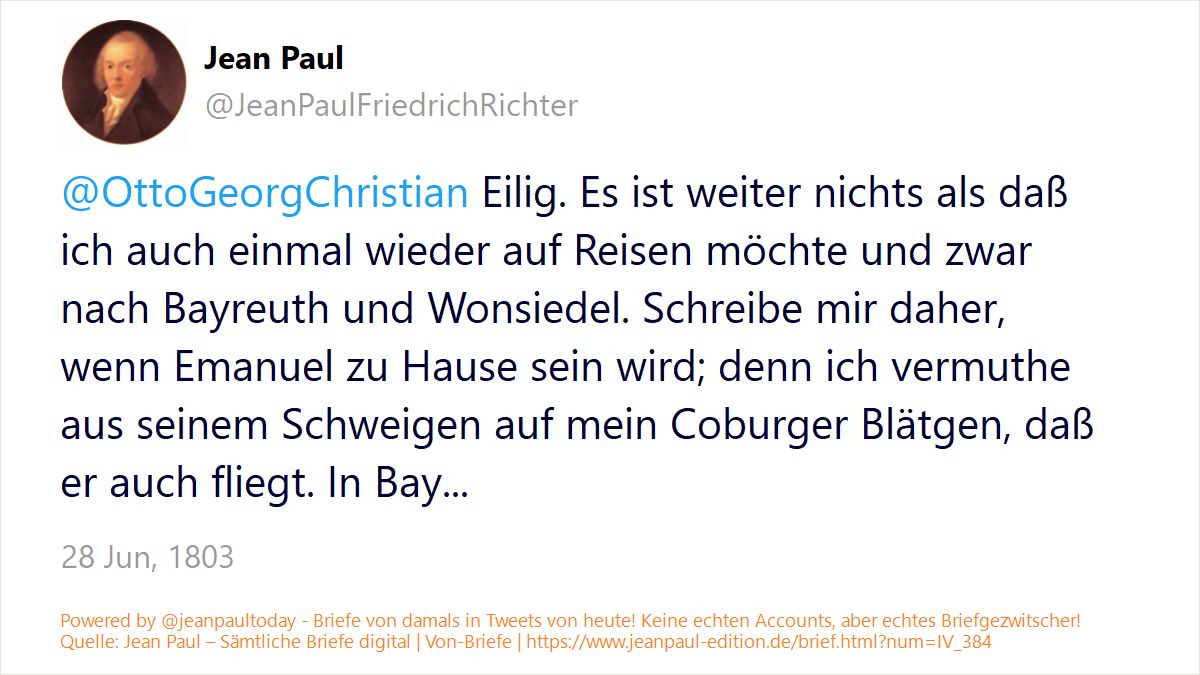 Jean Paul
@JeanPaulFriedrichRichter
@OttoGeorgChristian Eilig. Es ist weiter nichts als daß
ich auch einmal wieder auf Reisen möchte und zwar
nach Bayreuth und Wonsiedel. Schreibe mir daher,
wenn Emanuel zu Hause sein wird; denn ich vermuthe
aus seinem Schweigen auf mein Coburger Blätgen, daß
er auch fliegt. In Bay...
28 Jun, 1803
Powered by @jeanpaultoday - Briefe von damals in Tweets von heute! Keine echten Accounts, aber echtes Briefgezwitscher!
Quelle: Jean Paul – Sämtliche Briefe digital | Von-Briefe | https://www.jeanpaul-edition.de/brief.html?num=IV_384